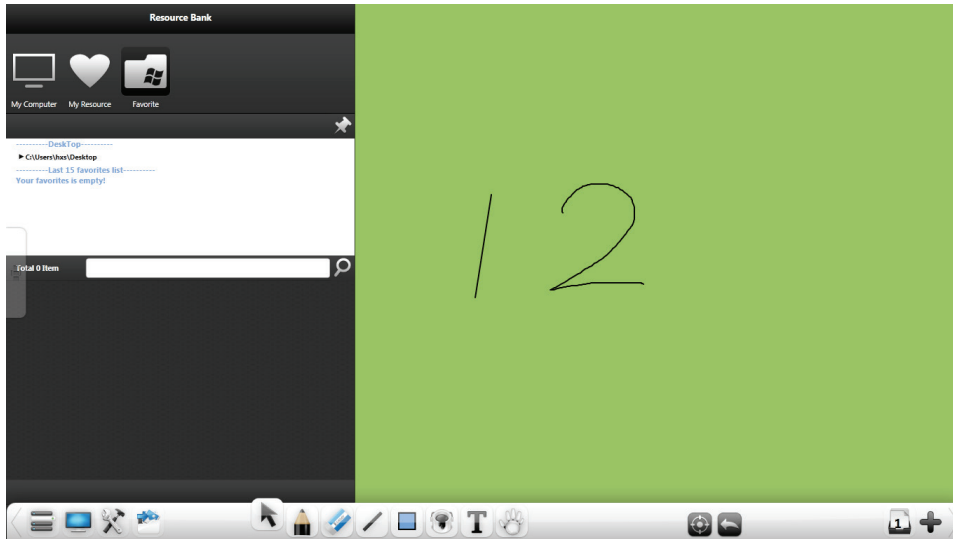 Resource Bank
My Computer My Resource Favorite
----------DeskTop----------
►C:\Users\hxs\Desktop
----------Last 15 favorites list----------
Your favorites is empty!
Total 0 Item
12
T
1